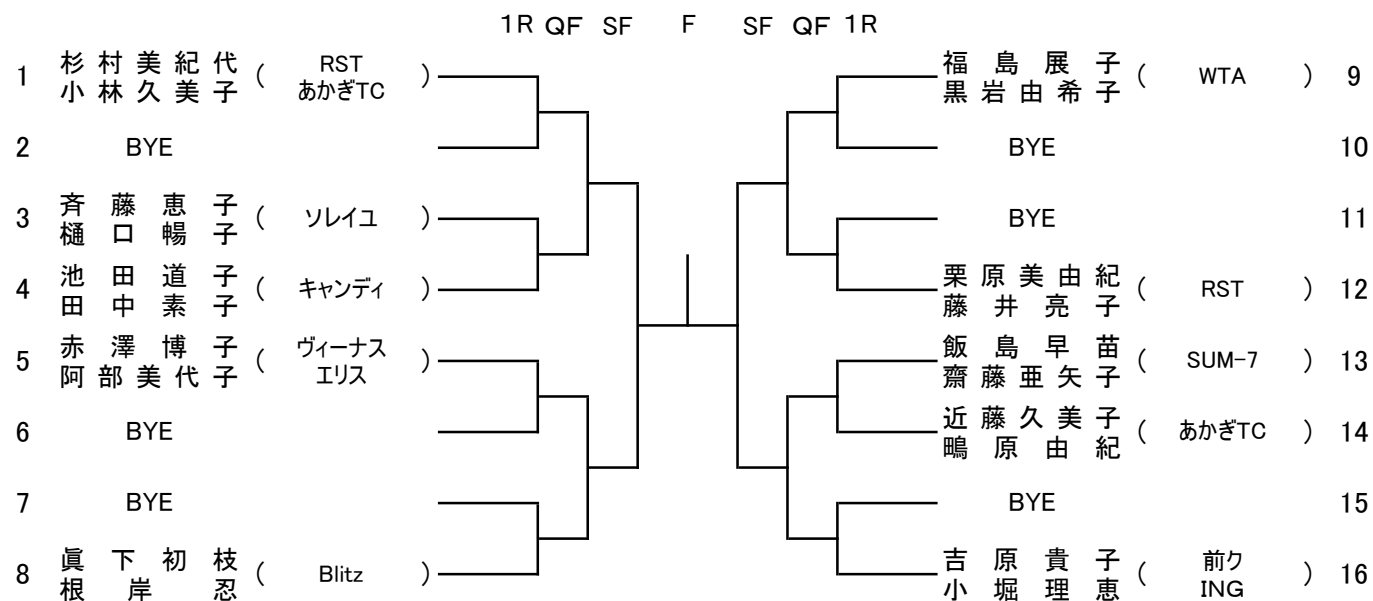 1R QF SF F SF QF 1R
1 杉村美紀代 小林久美子 ( RST あかぎTC )
2 BYE
3 斉藤恵子 樋口暢子 ( ソレイユ )
4 池田道子 田中素子 ( キャンディ )
5 赤澤博子 阿部美代子 ( ヴィーナス エリス )
6 BYE
7 BYE
8 眞下初枝 根岸忍 ( Blitz )
福島展子 黒岩由希子 ( WTA ) 9
BYE 10
BYE 11
栗原美由紀 藤井亮子 ( RST ) 12
飯島早苗 齋藤亜矢子 ( SUM-7 ) 13
近藤久美子 鴫原由紀 ( あかぎTC ) 14
BYE 15
吉原貴子 小堀理恵 ( 前ク ING ) 16